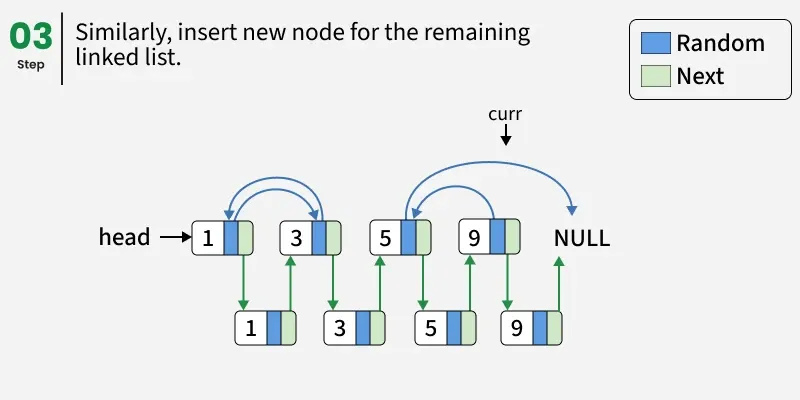 03
Step
Similarly, insert new node for the remaining
linked list.
Random
Next
curr
head
1
3
5
9
NULL
1
3
5
9